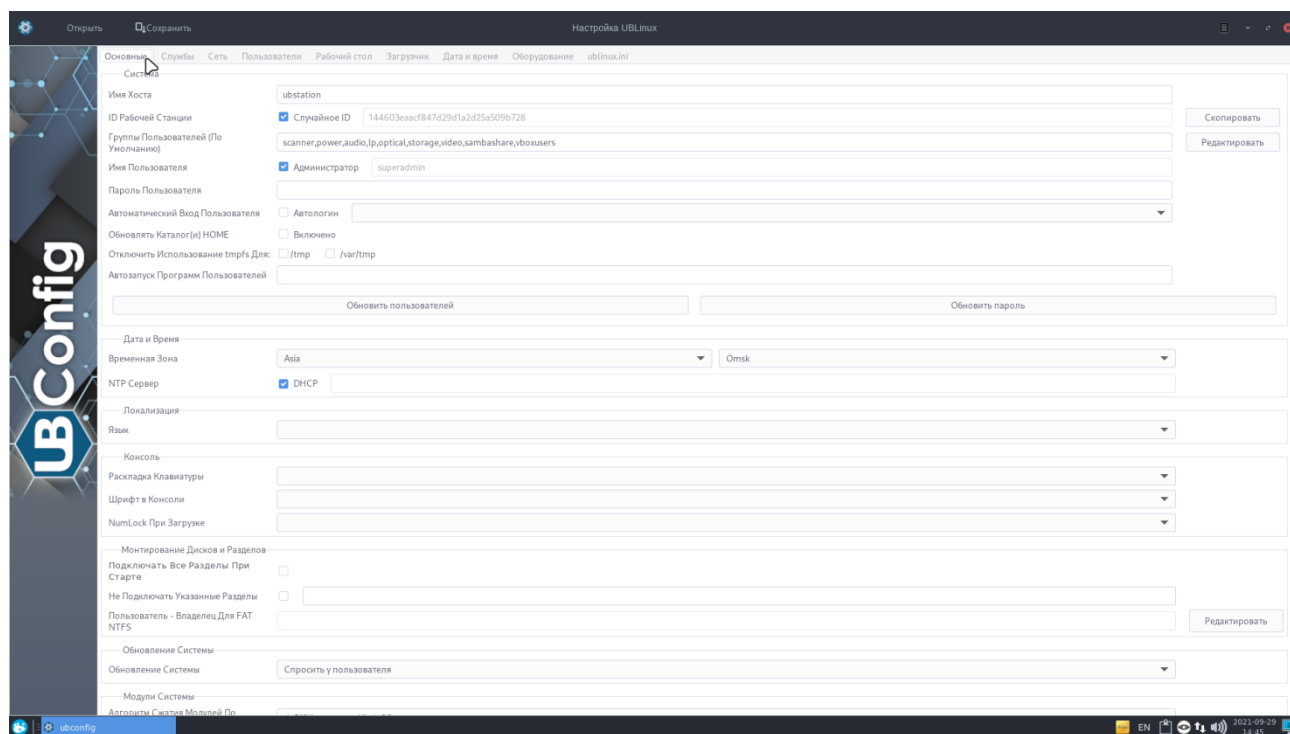 Открыть
Сохранить
Настройка UBLinux
Основные Службы Сеть Пользователи Рабочий стол Загрузчик Дата и время Оборудование ublinux.ini
Система
Имя Хоста ubstation
ID Рабочей Станции Случайное ID 144603eaacf847d29d1a2d25a509b728 Скопировать
Группы Пользователей (По
Умолчанию) scanner,power,audio,lp,optical,storage,video,sambashare,vboxusers Редактировать
Имя Пользователя Администратор superadmin
Пароль Пользователя
Автоматический Вход Пользователя Автологин
Обновлять Каталог(и) HOME Включено
Отключить Использование tmpfs Для: /tmp /var/tmp
Автозапуск Программ Пользователей
Обновить пользователей Обновить пароль
Дата и Время
Временная Зона Asia Omsk
NTP Сервер DHCP
Локализация
Язык
Консоль
Раскладка Клавиатуры
Шрифт в Консоли
NumLock При Загрузке
Монтирование Дисков и Разделов
Подключать Все Разделы При
Старте
Не Подключать Указанные Разделы
Пользователь - Владелец Для FAT
NTFS Редактировать
Обновление Системы
Обновление Системы Спросить у пользователя
Модули Системы
Алгоритм Сжатия Модулей По
UBConfig
ubconfig EN 2021-09-29
14:45